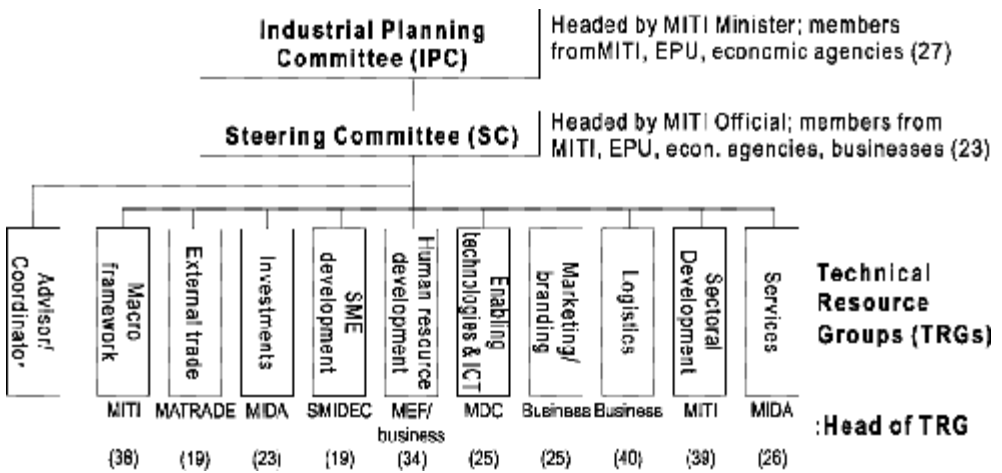 Industrial Planning
Committee (IPC)
Headed by MITI Minister; members
fromMITI, EPU, economic agencies (27)
Steering Committee (SC)
Headed by MITI Official; members from
MITI, EPU, econ. agencies, businesses (23)
Advisor/
Coordinator
Macro
framework
External trade
Investments
SME
development
Human resource
development
Enabling
technologies & ICT
Marketing/
branding
Logistics
Sectoral
Development
Services
Technical
Resource
Groups (TRGs)
MITI
MATRADE
MIDA
SMIDEC
MEF/
business
MDC
Business
Business
MITI
MIDA
:Head of TRG
(38)
(19)
(23)
(19)
(34)
(25)
(25)
(40)
(39)
(26)